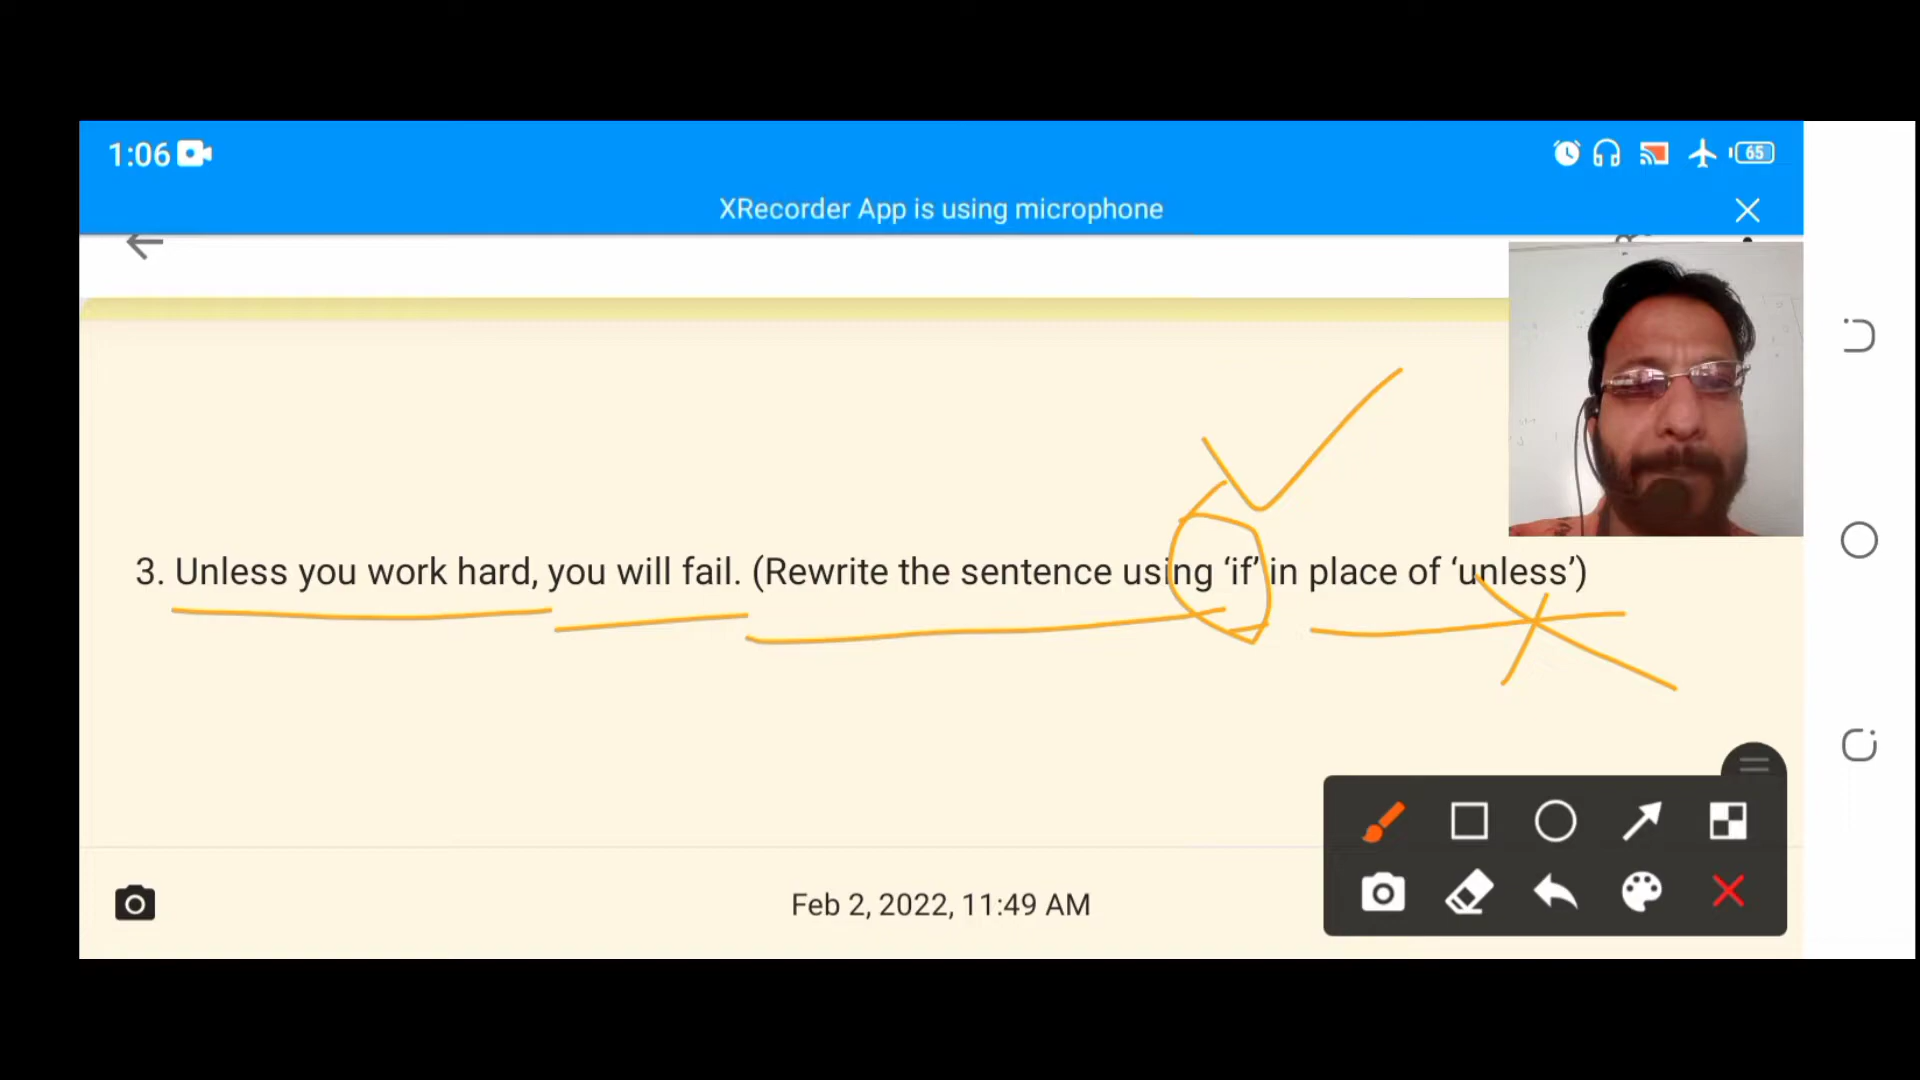 1:06
65
XRecorder App is using microphone
3. Unless you work hard, you will fail. (Rewrite the sentence using ‘if’ in place of ‘unless’)
Feb 2, 2022, 11:49 AM